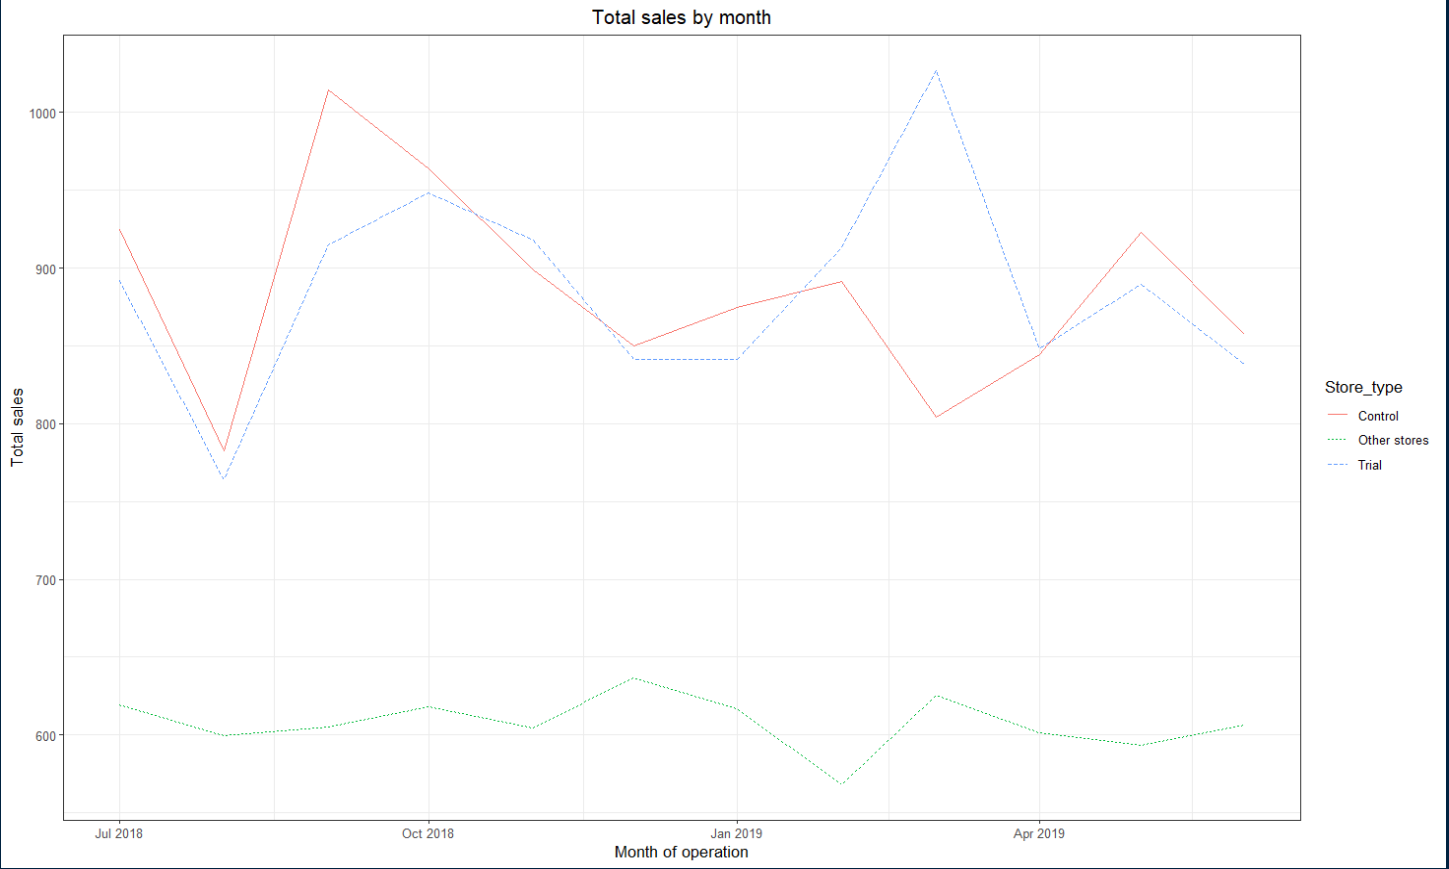 Total sales by month
1000
900
800
700
600
Total sales
Jul 2018
Oct 2018
Jan 2019
Apr 2019
Month of operation
Store_type
Control
Other stores
Trial